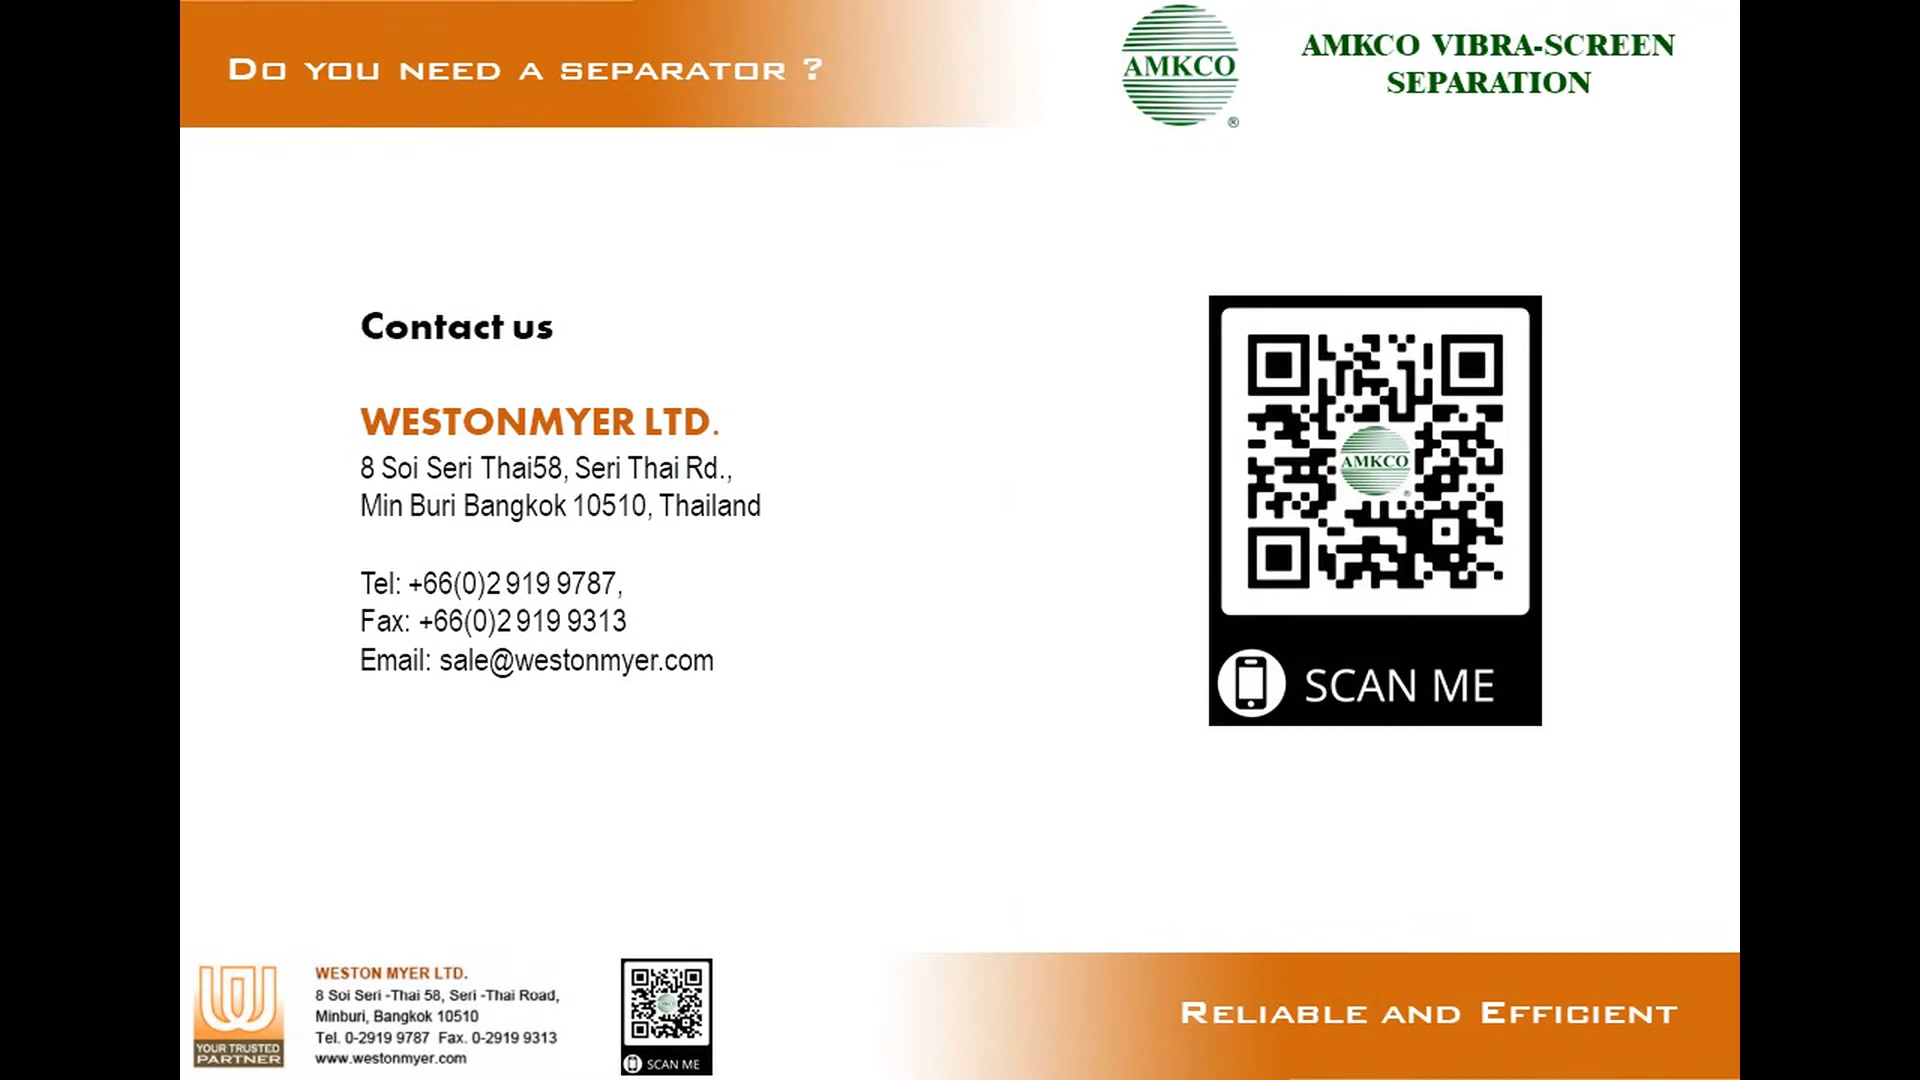 DO YOU NEED A SEPARATOR ?
AMKCO
®
AMKCO VIBRA-SCREEN
SEPARATION
Contact us
WESTONMYER LTD.
8 Soi Seri Thai58, Seri Thai Rd.,
Min Buri Bangkok 10510, Thailand
Tel: +66(0)2 919 9787,
Fax: +66(0)2 919 9313
Email: sale@westonmyer.com
AMKCO
®
SCAN ME
YOUR TRUSTED
PARTNER
WESTON MYER LTD.
8 Soi Seri -Thai 58, Seri -Thai Road,
Minburi, Bangkok 10510
Tel. 0-2919 9787 Fax. 0-2919 9313
www.westonmyer.com
SCAN ME
RELIABLE AND EFFICIENT